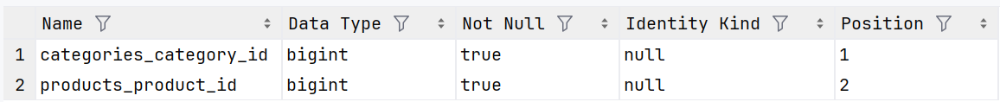 Name Data Type Not Null Identity Kind Position
1 categories_category_id bigint true null 1
2 products_product_id bigint true null 2